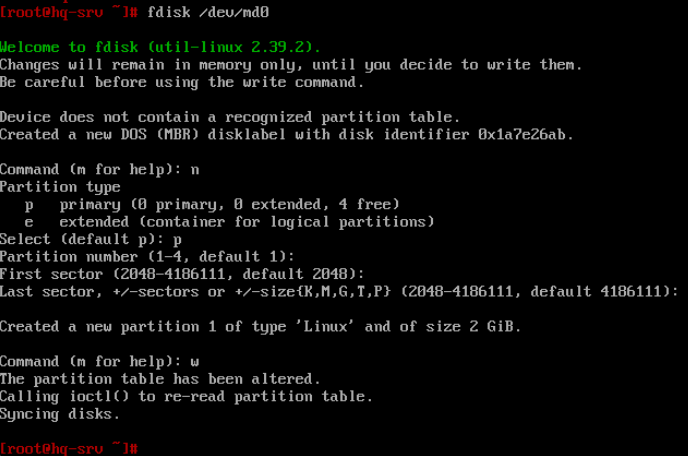 [root@hq-srv ~]# fdisk /dev/md0
Welcome to fdisk (util-linux 2.39.2).
Changes will remain in memory only, until you decide to write them.
Be careful before using the write command.
Device does not contain a recognized partition table.
Created a new DOS (MBR) disklabel with disk identifier 0x1a7e26ab.
Command (m for help): n
Partition type
   p   primary (0 primary, 0 extended, 4 free)
   e   extended (container for logical partitions)
Select (default p): p
Partition number (1-4, default 1):
First sector (2048-4186111, default 2048):
Last sector, +/-sectors or +/-size{K,M,G,T,P} (2048-4186111, default 4186111):
Created a new partition 1 of type 'Linux' and of size 2 GiB.
Command (m for help): w
The partition table has been altered.
Calling ioctl() to re-read partition table.
Syncing disks.
[root@hq-srv ~]#